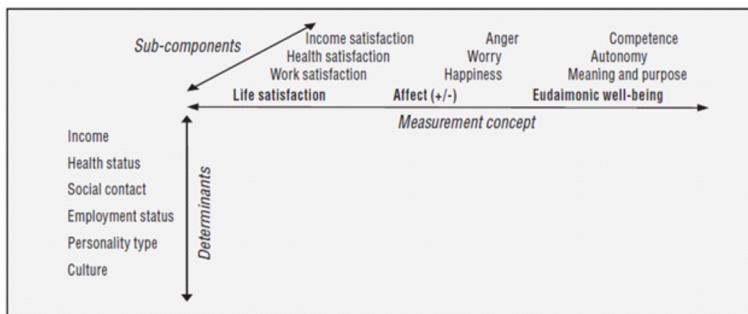 Sub-components
Income satisfaction Anger Competence
Health satisfaction Worry Autonomy
Work satisfaction Happiness Meaning and purpose
Life satisfaction Affect (+/-) Eudaimonic well-being
Measurement concept
Determinants
Income
Health status
Social contact
Employment status
Personality type
Culture